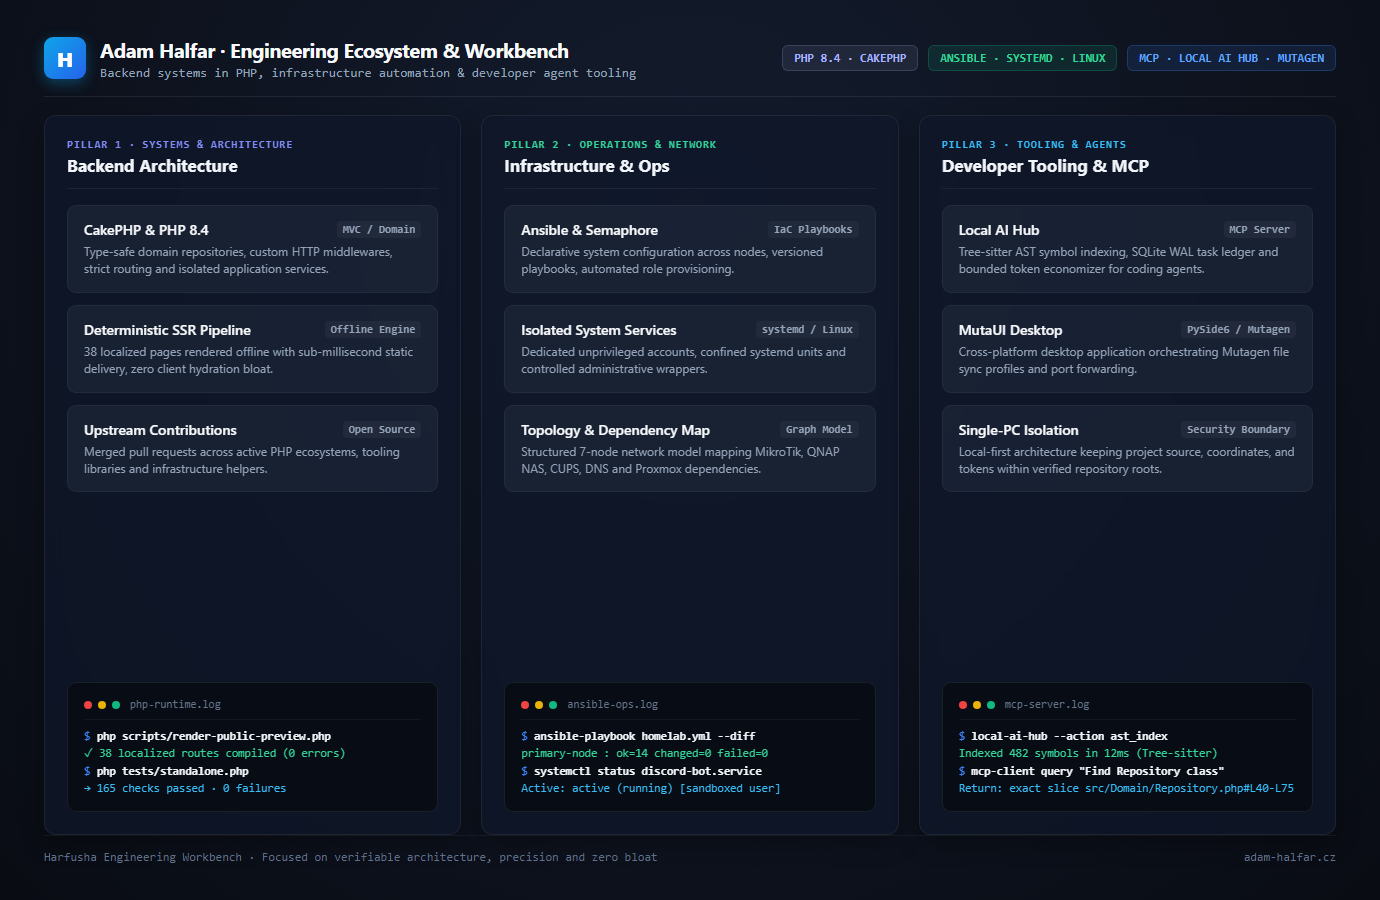 H
Adam Halfar · Engineering Ecosystem & Workbench
Backend systems in PHP, infrastructure automation & developer agent tooling
PHP 8.4 · CAKEPHP
ANSIBLE · SYSTEMD · LINUX
MCP · LOCAL AI HUB · MUTAGEN
PILLAR 1 · SYSTEMS & ARCHITECTURE
Backend Architecture
CakePHP & PHP 8.4
MVC / Domain
Type-safe domain repositories, custom HTTP middlewares,
strict routing and isolated application services.
Deterministic SSR Pipeline
Offline Engine
38 localized pages rendered offline with sub-millisecond static
delivery, zero client hydration bloat.
Upstream Contributions
Open Source
Merged pull requests across active PHP ecosystems, tooling
libraries and infrastructure helpers.
php-runtime.log
$ php scripts/render-public-preview.php
✓ 38 localized routes compiled (0 errors)
$ php tests/standalone.php
→ 165 checks passed · 0 failures
PILLAR 2 · OPERATIONS & NETWORK
Infrastructure & Ops
Ansible & Semaphore
IaC Playbooks
Declarative system configuration across nodes, versioned
playbooks, automated role provisioning.
Isolated System Services
systemd / Linux
Dedicated unprivileged accounts, confined systemd units and
controlled administrative wrappers.
Topology & Dependency Map
Graph Model
Structured 7-node network model mapping MikroTik, QNAP
NAS, CUPS, DNS and Proxmox dependencies.
ansible-ops.log
$ ansible-playbook homelab.yml --diff
primary-node : ok=14 changed=0 failed=0
$ systemctl status discord-bot.service
Active: active (running) [sandboxed user]
PILLAR 3 · TOOLING & AGENTS
Developer Tooling & MCP
Local AI Hub
MCP Server
Tree-sitter AST symbol indexing, SQLite WAL task ledger and
bounded token economizer for coding agents.
MutaUI Desktop
PySide6 / Mutagen
Cross-platform desktop application orchestrating Mutagen file
sync profiles and port forwarding.
Single-PC Isolation
Security Boundary
Local-first architecture keeping project source, coordinates, and
tokens within verified repository roots.
mcp-server.log
$ local-ai-hub --action ast_index
Indexed 482 symbols in 12ms (Tree-sitter)
$ mcp-client query "Find Repository class"
Return: exact slice src/Domain/Repository.php#L40-L75
Harfusha Engineering Workbench · Focused on verifiable architecture, precision and zero bloat
adam-halfar.cz